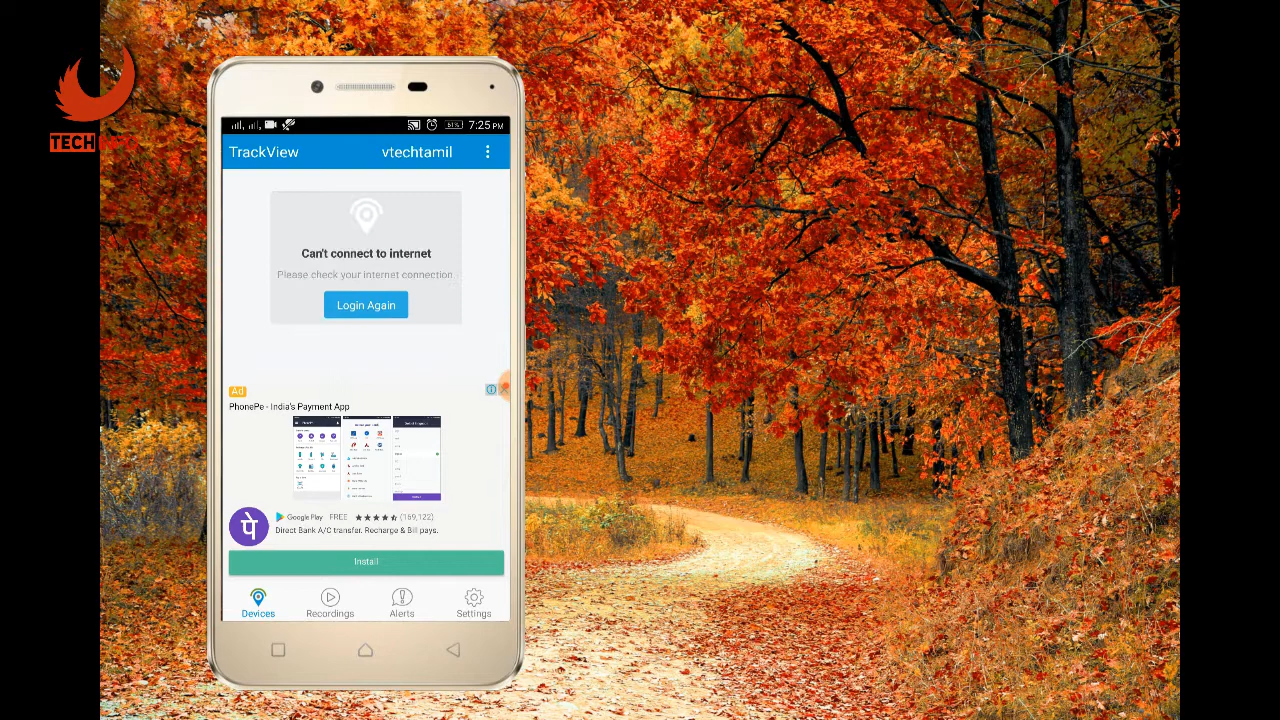 TECH INFO
61% 7:25 PM
TrackView vtechtamil
Can't connect to internet
Please check your internet connection.
Login Again
Ad
PhonePe - India's Payment App
पे
Google Play FREE (169,122)
Direct Bank A/C transfer. Recharge & Bill pays.
Install
Devices Recordings Alerts Settings